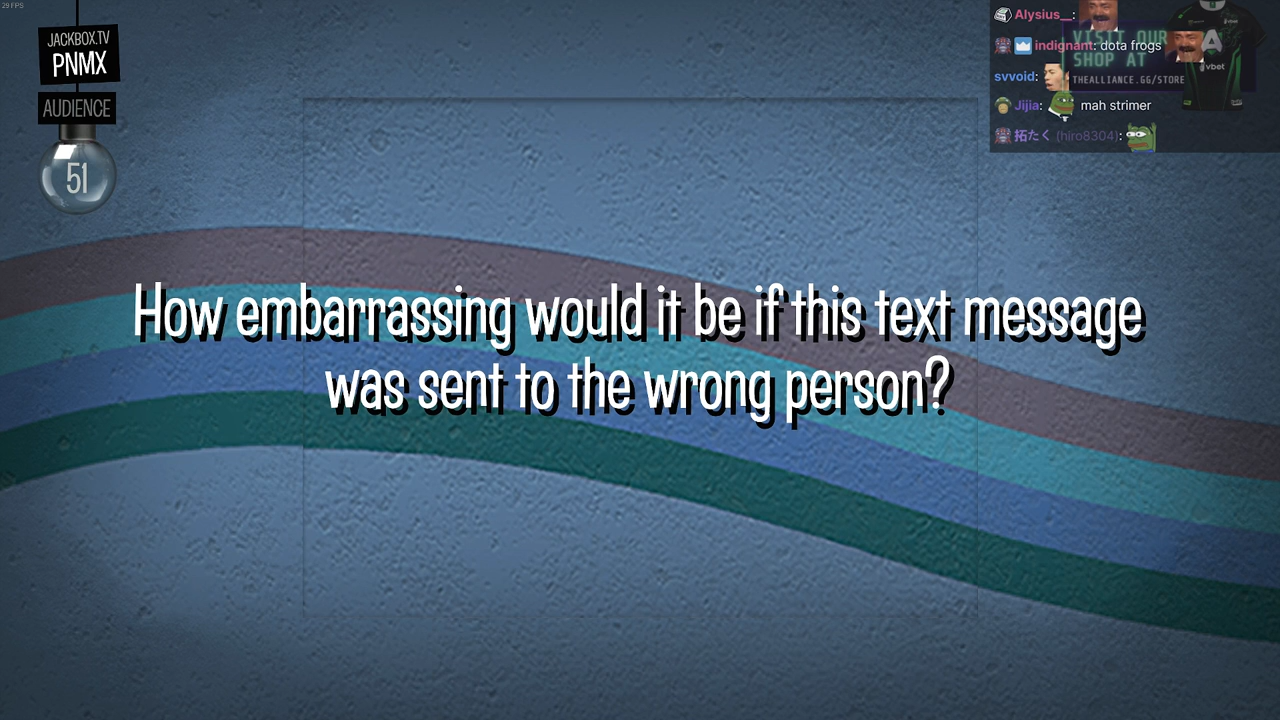 29 FPS
JACKBOX.TV
PNMX
AUDIENCE
51
How embarrassing would it be if this text message
was sent to the wrong person?
Alysius__:
indignant: dota frogs
svvoid:
Jijia: mah strimer
拓たく (hiro8304):
VISIT OUR
SHOP AT
THEALLIANCE.GG/STORE
vbet